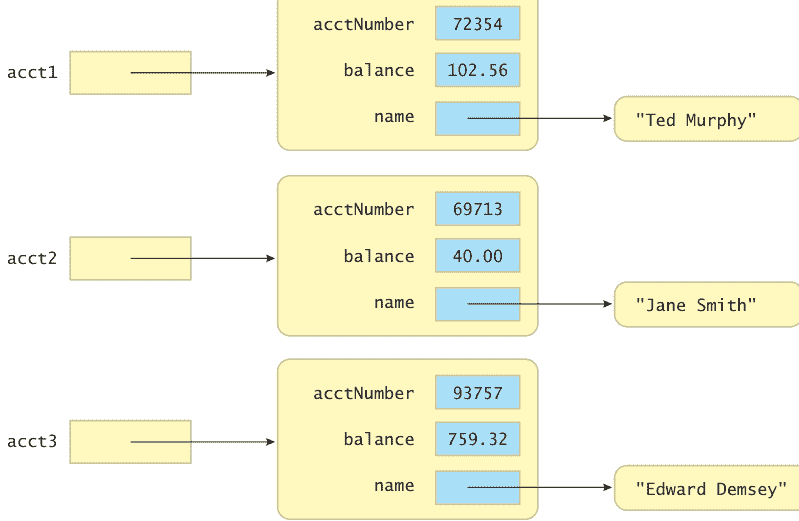 acctNumber 72354
acct1
balance 102.56
name "Ted Murphy"
acctNumber 69713
acct2
balance 40.00
name "Jane Smith"
acctNumber 93757
acct3
balance 759.32
name "Edward Demsey"